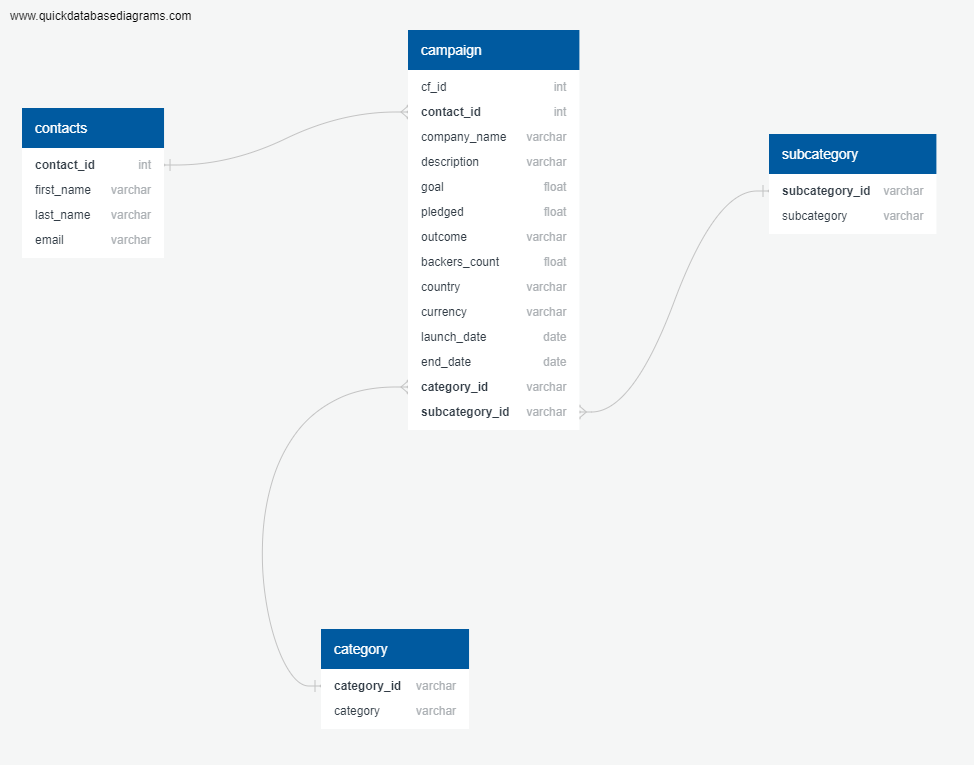 www.quickdatabasediagrams.com
campaign
cf_id int
contact_id int
company_name varchar
description varchar
goal float
pledged float
outcome varchar
backers_count float
country varchar
currency varchar
launch_date date
end_date date
category_id varchar
subcategory_id varchar
contacts
contact_id int
first_name varchar
last_name varchar
email varchar
subcategory
subcategory_id varchar
subcategory varchar
category
category_id varchar
category varchar